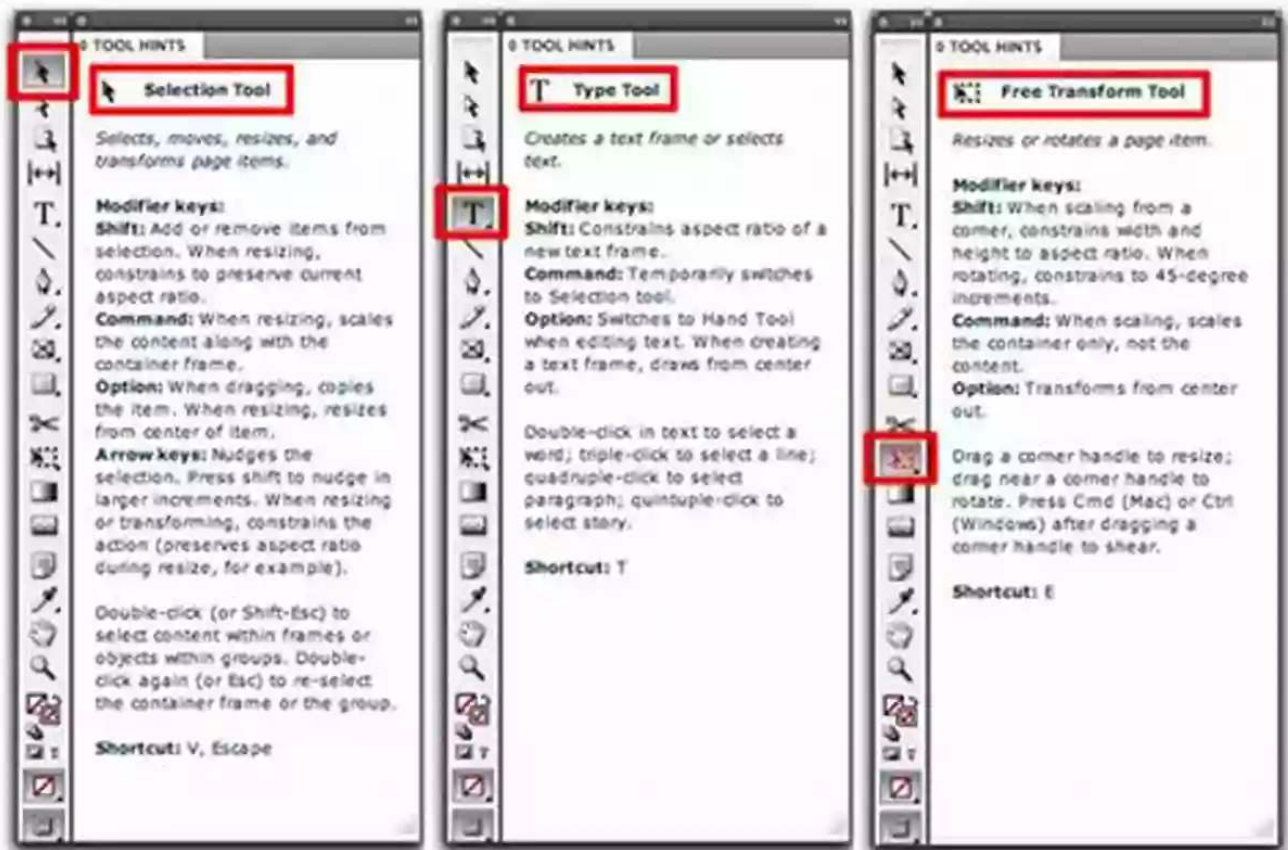 TOOL HINTS
Selection Tool
Selects, moves, resizes, and
transforms page items.
Modifier keys:
Shift: Add or remove items from
selection. When resizing,
constrains to preserve current
aspect ratio.
Command: When resizing, scales
the content along with the
container frame.
Option: When dragging, copies
the item. When resizing, resizes
from center of item.
Arrow keys: Nudges the
selection. Press shift to nudge in
larger increments. When resizing
or transforming, constrains the
action (preserves aspect ratio
during resize, for example).
Double-click (or Shift-Esc) to
select content within frames or
objects within groups. Double-
click again (or Esc) to re-select
the container frame or the group.
Shortcut: V, Escape
TOOL HINTS
T Type Tool
Creates a text frame or selects
text.
Modifier keys:
Shift: Constrains aspect ratio of a
new text frame.
Command: Temporarily switches
to Selection tool.
Option: Switches to Hand Tool
when editing text. When creating
a text frame, draws from center
out.
Double-click in text to select a
word; triple-click to select a line;
quadruple-click to select
paragraph; quintuple-click to
select story.
Shortcut: T
TOOL HINTS
Free Transform Tool
Resizes or rotates a page item.
Modifier keys:
Shift: When scaling from a
corner, constrains width and
height to aspect ratio. When
rotating, constrains to 45-degree
increments.
Command: When scaling, scales
the container only, not the
content.
Option: Transforms from center
out.
Drag a corner handle to resize;
drag near a corner handle to
rotate. Press Cmd (Mac) or Ctrl
(Windows) after dragging a
corner handle to shear.
Shortcut: E